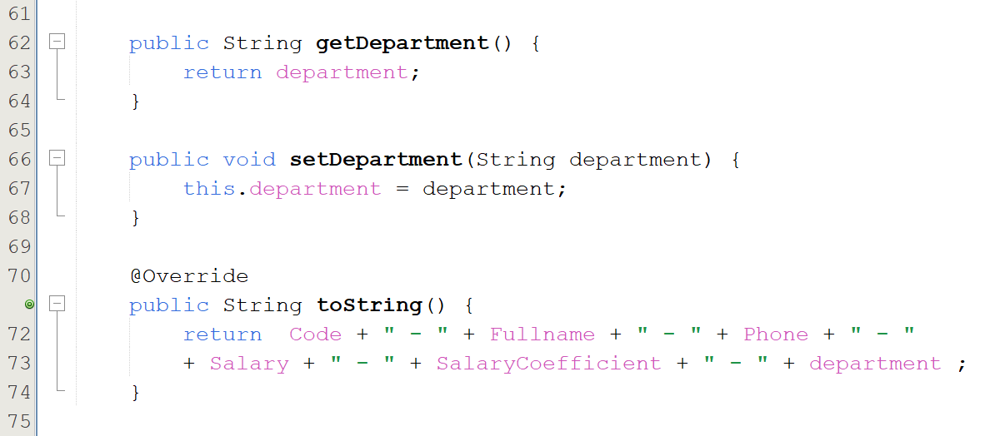 61
62 public String getDepartment() {
63 return department;
64 }
65
66 public void setDepartment(String department) {
67 this.department = department;
68 }
69
70 @Override
public String toString() {
72 return  Code + " - " + Fullname + " - " + Phone + " - "
73 + Salary + " - " + SalaryCoefficient + " - " + department ;
74 }
75